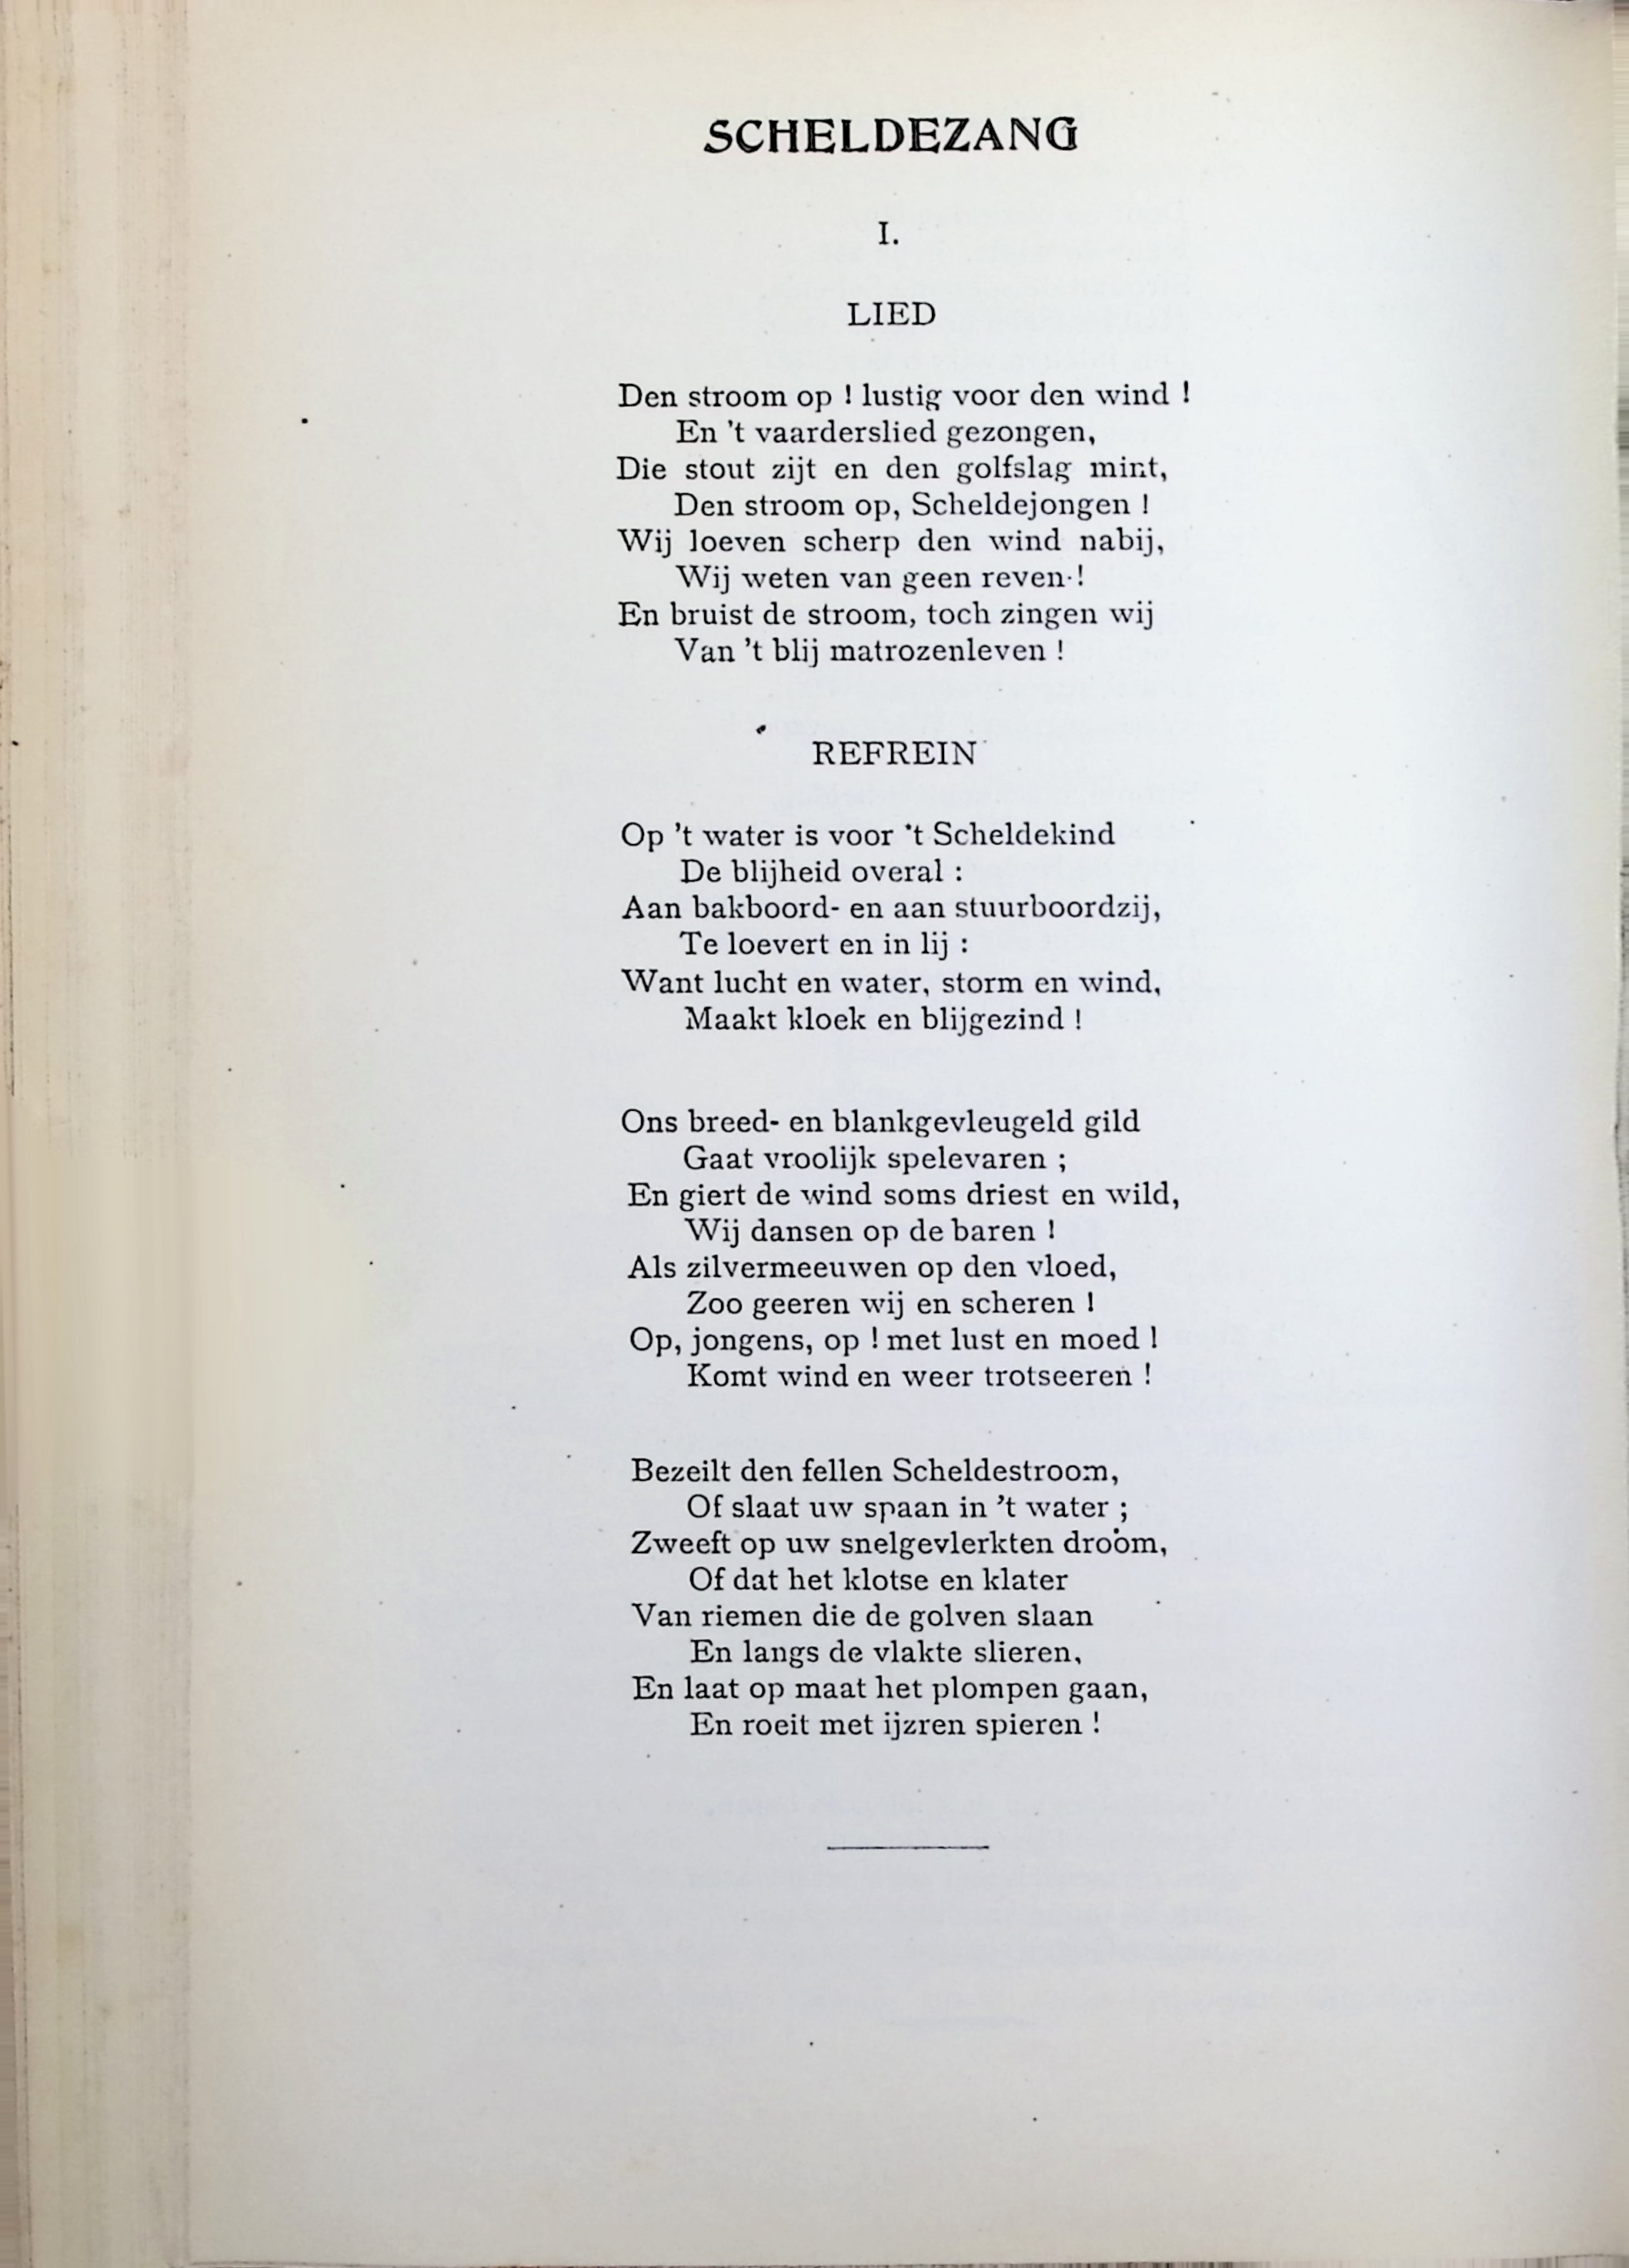 SCHELDEZANG
I.
LIED
Den stroom op ! lustig voor den wind !
En 't vaarderslied gezongen,
Die stout zijt en den golfslag mint,
Den stroom op, Scheldejongen !
Wij loeven scherp den wind nabij,
Wij weten van geen reven !
En bruist de stroom, toch zingen wij
Van 't blij matrozenleven !
REFREIN
Op 't water is voor 't Scheldekind
De blijheid overal :
Aan bakboord- en aan stuurboordzij,
Te loevert en in lij :
Want lucht en water, storm en wind,
Maakt kloek en blijgezind !
Ons breed- en blankgevleugeld gild
Gaat vroolijk spelevaren ;
En giert de wind soms driest en wild,
Wij dansen op de baren !
Als zilvermeeuwen op den vloed,
Zoo geeren wij en scheren !
Op, jongens, op ! met lust en moed !
Komt wind en weer trotseeren !
Bezeilt den fellen Scheldestroom,
Of slaat uw spaan in 't water ;
Zweeft op uw snelgevlerkten droom,
Of dat het klotse en klater
Van riemen die de golven slaan
En langs de vlakte slieren,
En laat op maat het plompen gaan,
En roeit met ijzren spieren !